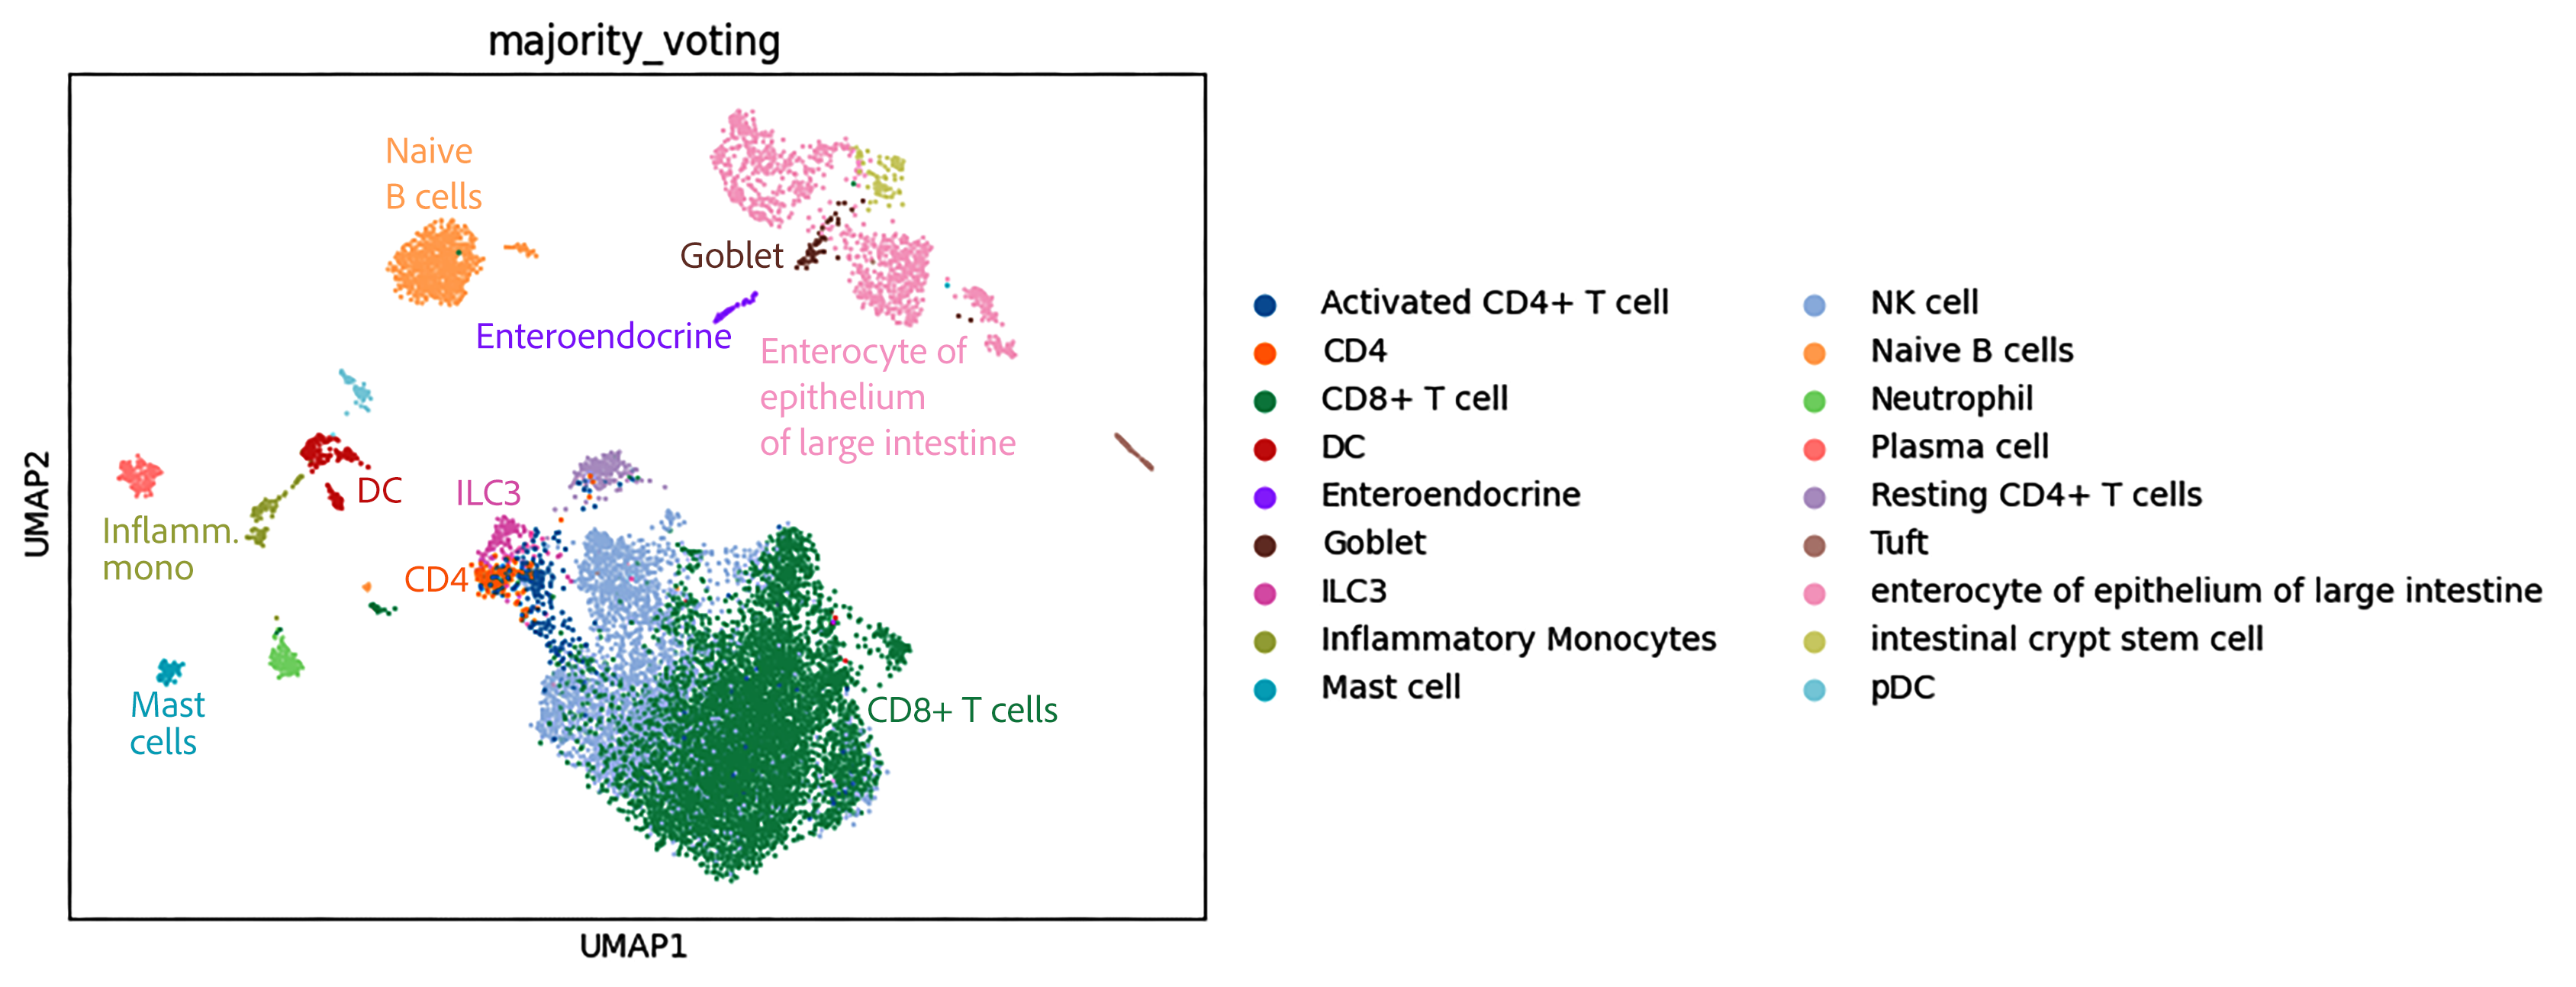 majority_voting
Naive
B cells
Goblet
Enteroendocrine
Enterocyte of
epithelium
of large intestine
DC
ILC3
Inflamm.
mono
CD4
Mast
cells
CD8+ T cells
UMAP2
UMAP1
Activated CD4+ T cell
CD4
CD8+ T cell
DC
Enteroendocrine
Goblet
ILC3
Inflammatory Monocytes
Mast cell
NK cell
Naive B cells
Neutrophil
Plasma cell
Resting CD4+ T cells
Tuft
enterocyte of epithelium of large intestine
intestinal crypt stem cell
pDC